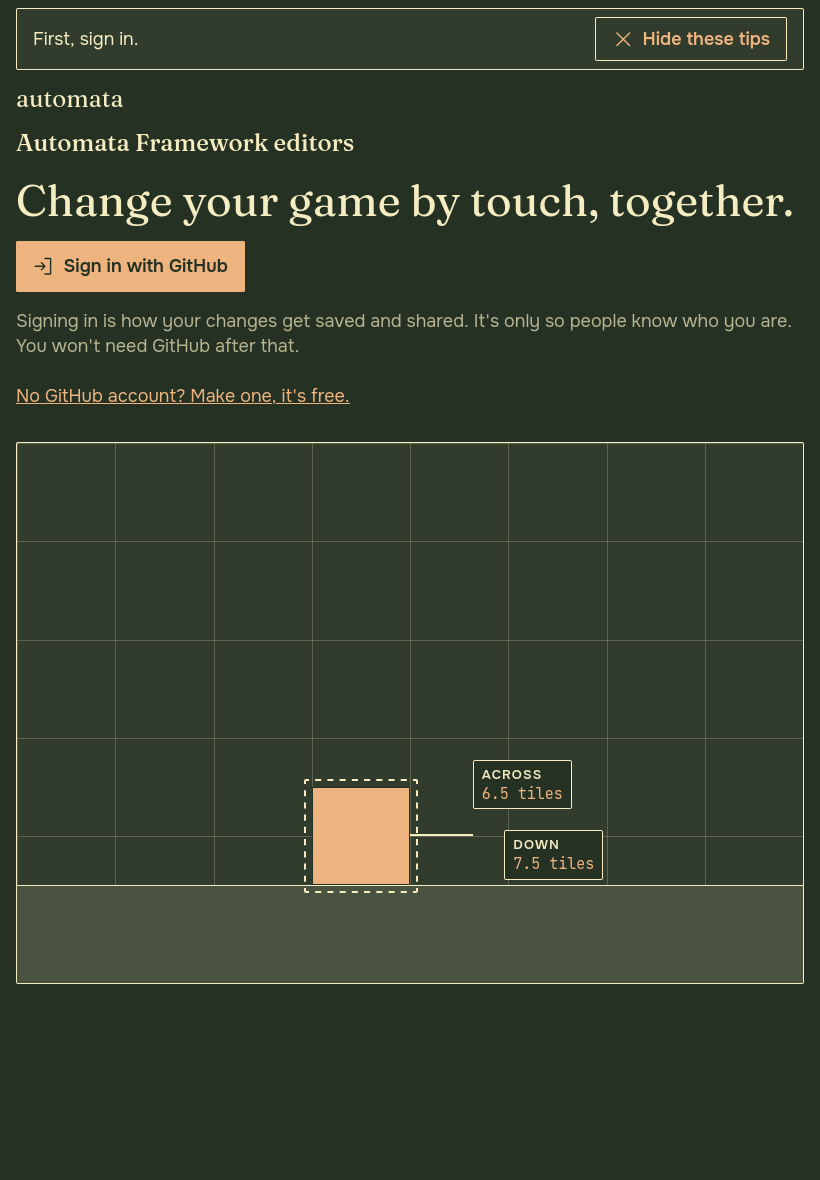 First, sign in.
Hide these tips
automata
Automata Framework editors
Change your game by touch, together.
Sign in with GitHub
Signing in is how your changes get saved and shared. It's only so people know who you are.
You won't need GitHub after that.
No GitHub account? Make one, it's free.
ACROSS
6.5 tiles
DOWN
7.5 tiles